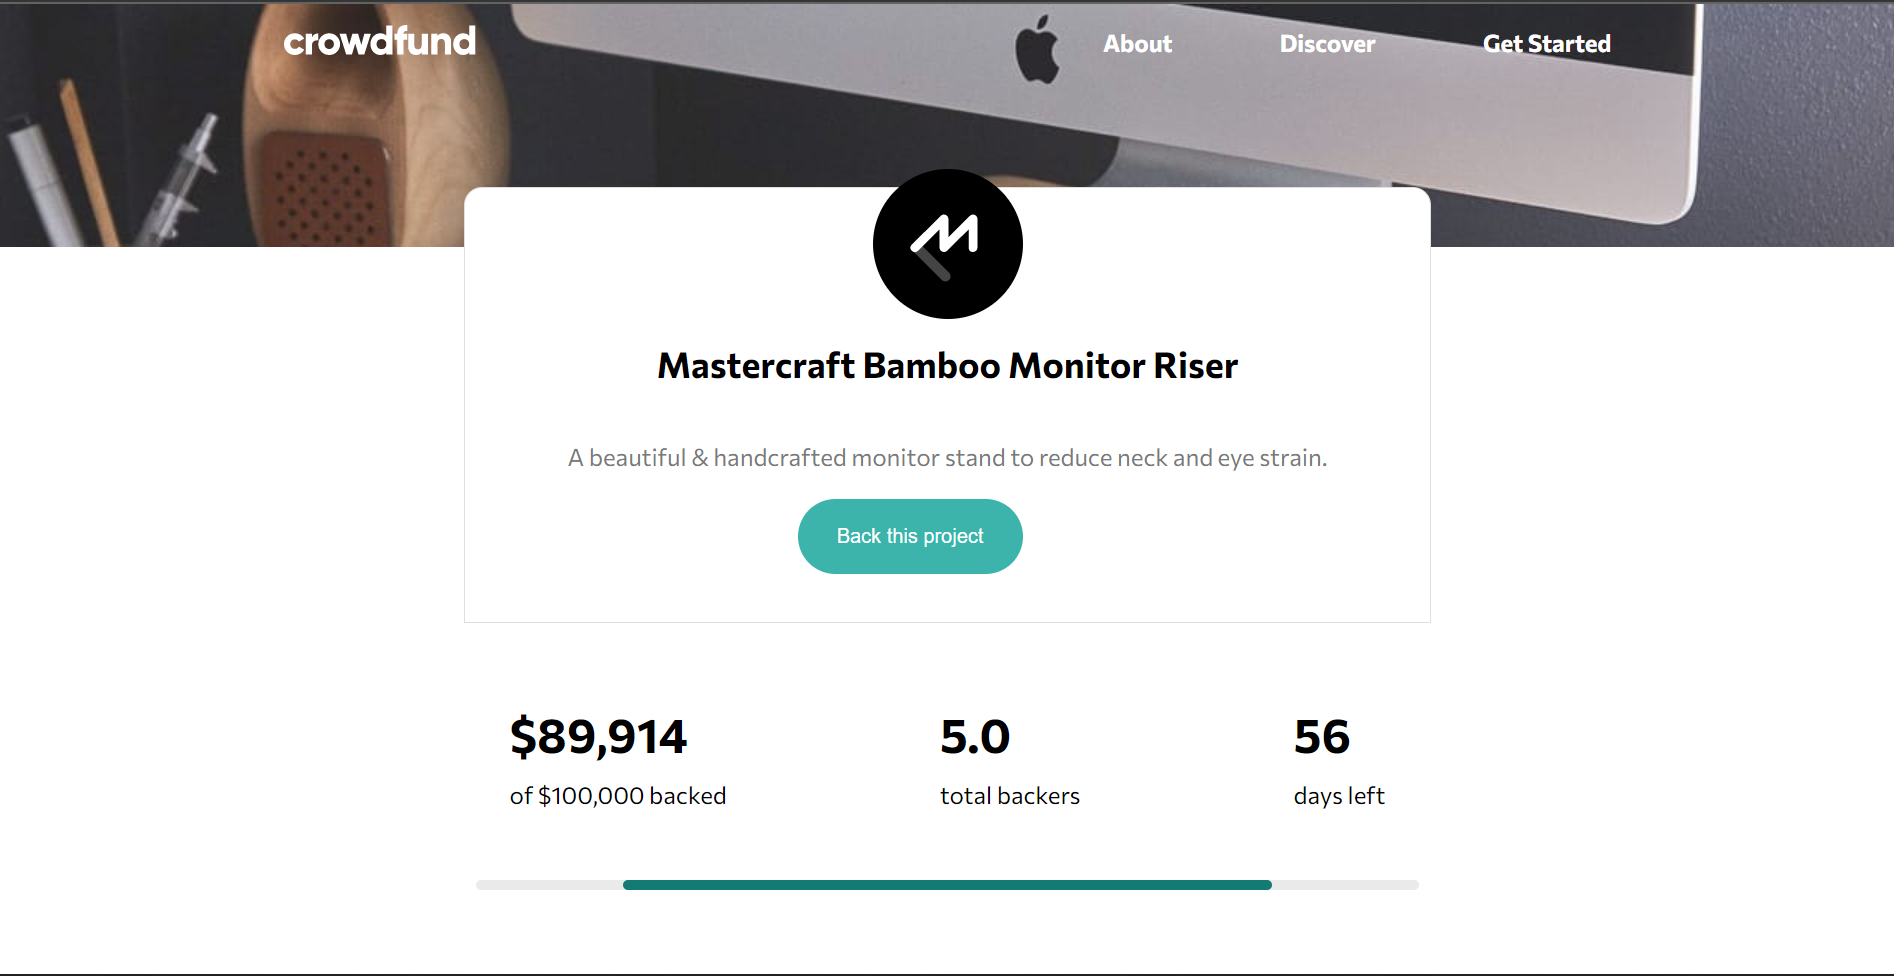 crowdfund
About
Discover
Get Started
Mastercraft Bamboo Monitor Riser
A beautiful & handcrafted monitor stand to reduce neck and eye strain.
Back this project
$89,914
5.0
56
of $100,000 backed
total backers
days left